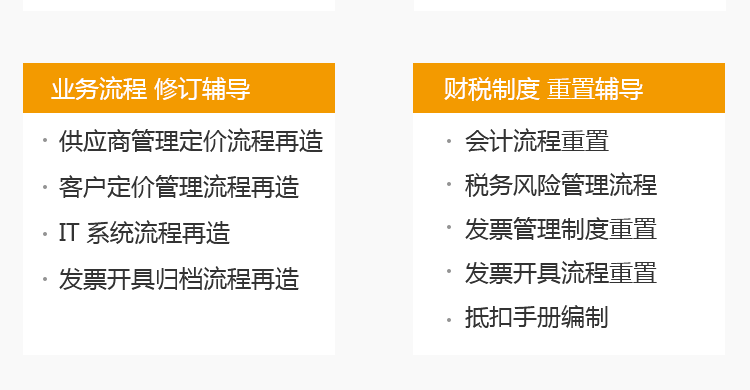 业务流程 修订辅导
· 供应商管理定价流程再造
· 客户定价管理流程再造
· IT 系统流程再造
· 发票开具归档流程再造
财税制度 重置辅导
· 会计流程重置
· 税务风险管理流程
· 发票管理制度重置
· 发票开具流程重置
· 抵扣手册编制